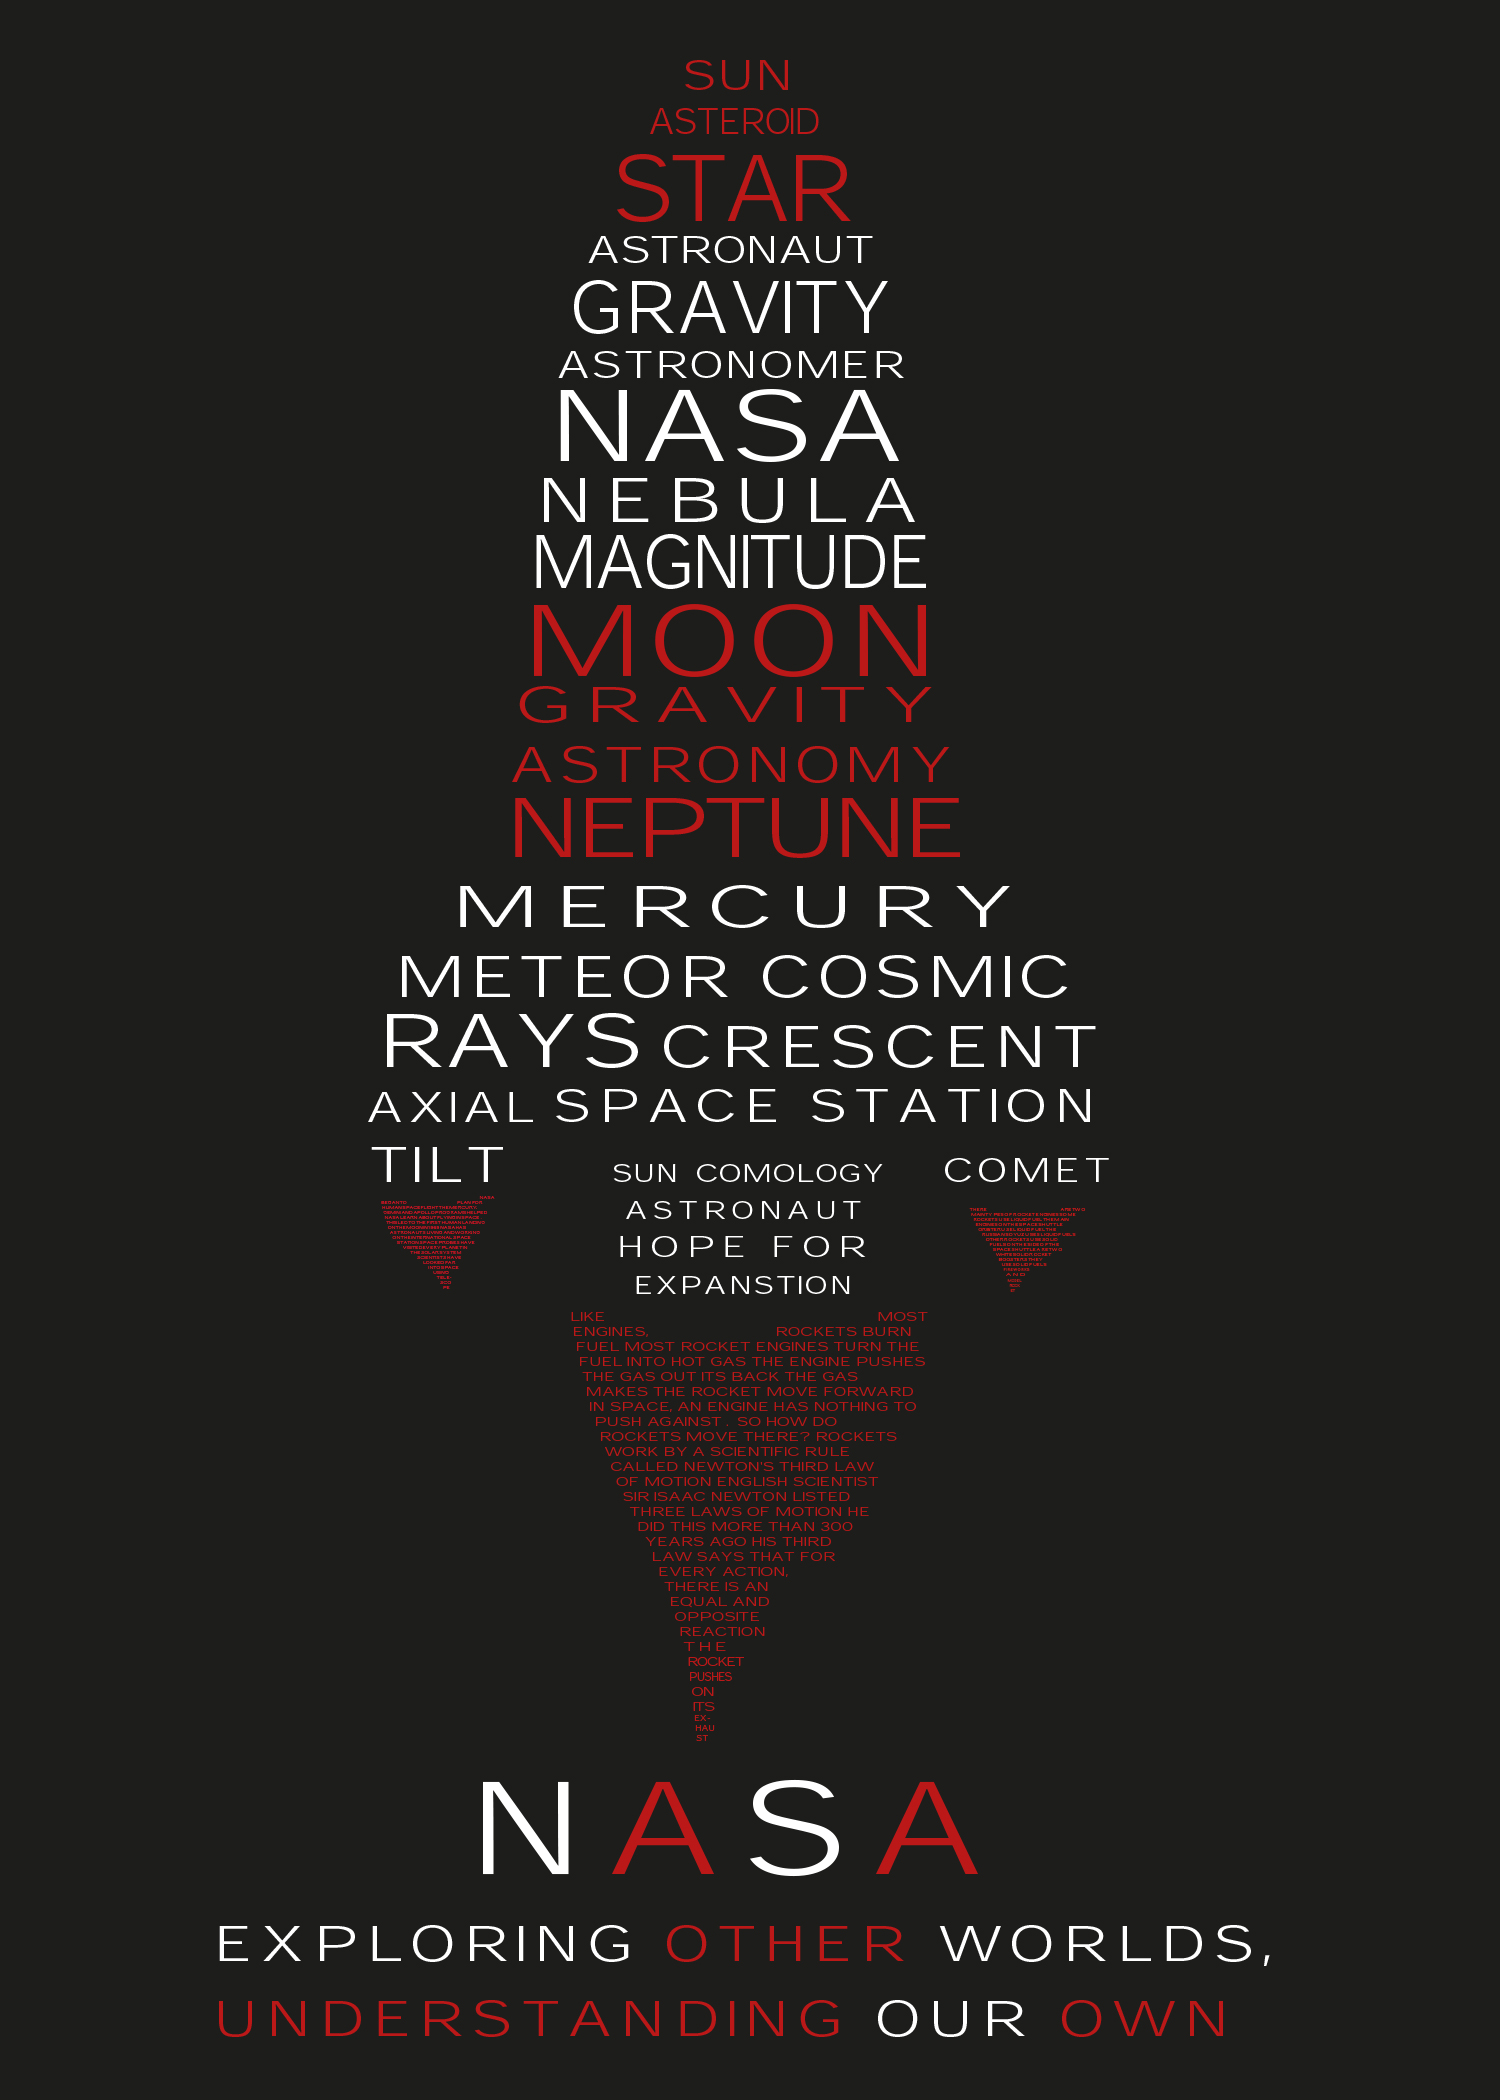 SUN
ASTEROID
STAR
ASTRONAUT
GRAVITY
ASTRONOMER
NASA
NEBULA
MAGNITUDE
MOON
GRAVITY
ASTRONOMY
NEPTUNE
MERCURY
METEOR COSMIC
RAYS CRESCENT
AXIAL SPACE STATION
TILT
SUN COMOLOGY
COMET
ASTRONAUT
HOPE FOR
EXPANSTION
LIKE MOST
ENGINES, ROCKETS BURN
FUEL MOST ROCKET ENGINES TURN THE
FUEL INTO HOT GAS THE ENGINE PUSHES
THE GAS OUT ITS BACK THE GAS
MAKES THE ROCKET MOVE FORWARD
IN SPACE, AN ENGINE HAS NOTHING TO
PUSH AGAINST . SO HOW DO
ROCKETS MOVE THERE? ROCKETS
WORK BY A SCIENTIFIC RULE
CALLED NEWTON'S THIRD LAW
OF MOTION ENGLISH SCIENTIST
SIR ISAAC NEWTON LISTED
THREE LAWS OF MOTION HE
DID THIS MORE THAN 300
YEARS AGO HIS THIRD
LAW SAYS THAT FOR
EVERY ACTION,
THERE IS AN
EQUAL AND
OPPOSITE
REACTION
THE
ROCKET
PUSHES
ON
ITS
EX-
HAU
ST
NASA
EXPLORING OTHER WORLDS,
UNDERSTANDING OUR OWN